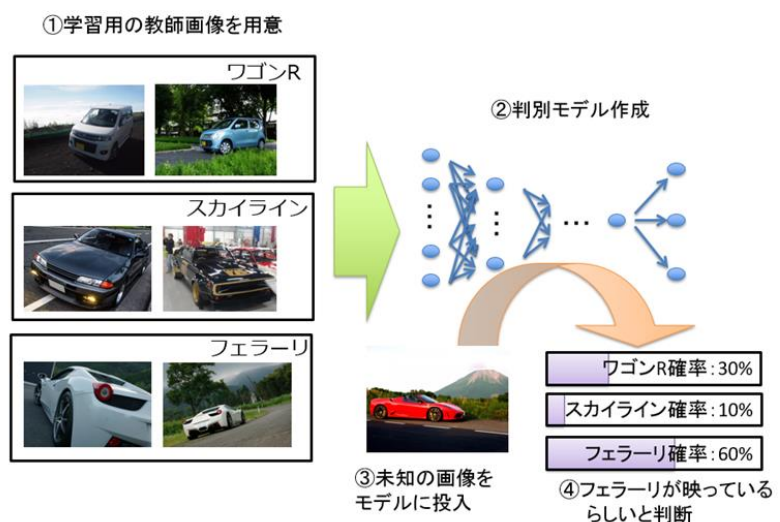 ①学習用の教師画像を用意
ワゴンR
②判別モデル作成
スカイライン
フェラーリ
ワゴンR確率:30%
スカイライン確率:10%
フェラーリ確率:60%
③未知の画像を
モデルに投入
④フェラーリが映っている
らしいと判断